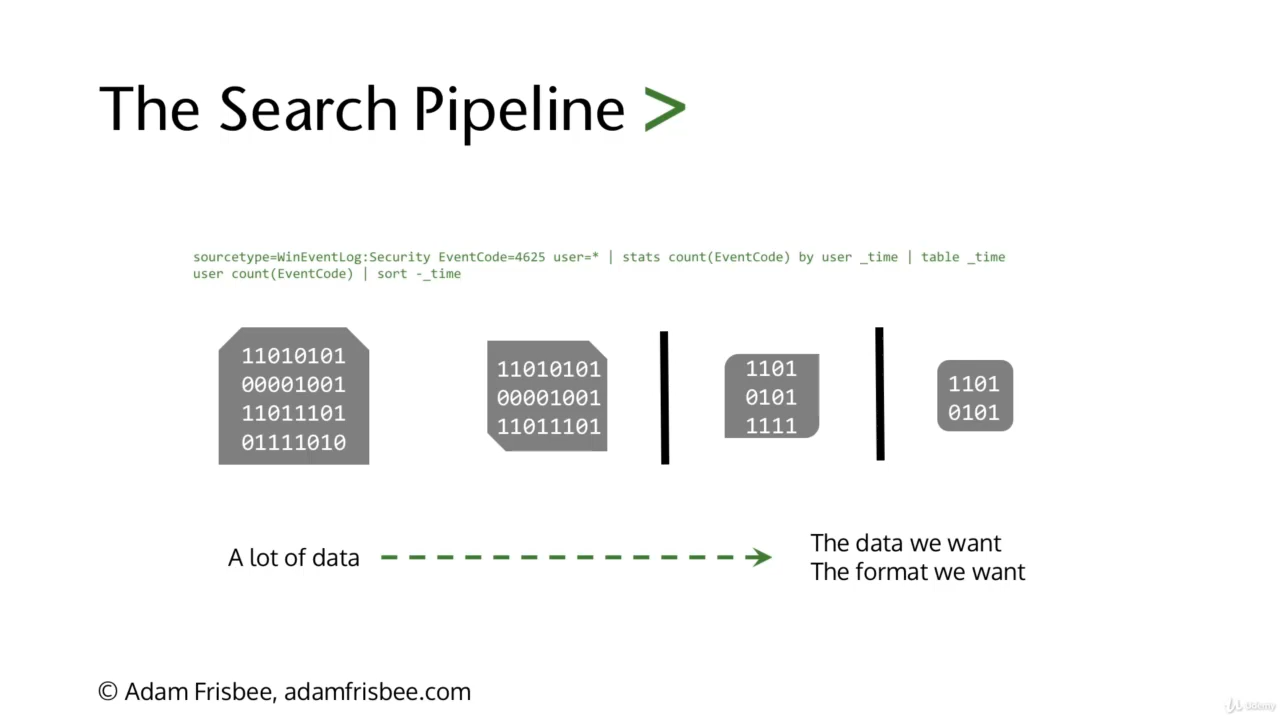 The Search Pipeline >
sourcetype=WinEventLog:Security EventCode=4625 user=* | stats count(EventCode) by user _time | table _time
user count(EventCode) | sort -_time
11010101
00001001
11011101
01111010
11010101
00001001
11011101
1101
0101
1111
1101
0101
A lot of data
The data we want
The format we want
© Adam Frisbee, adamfrisbee.com
Udemy